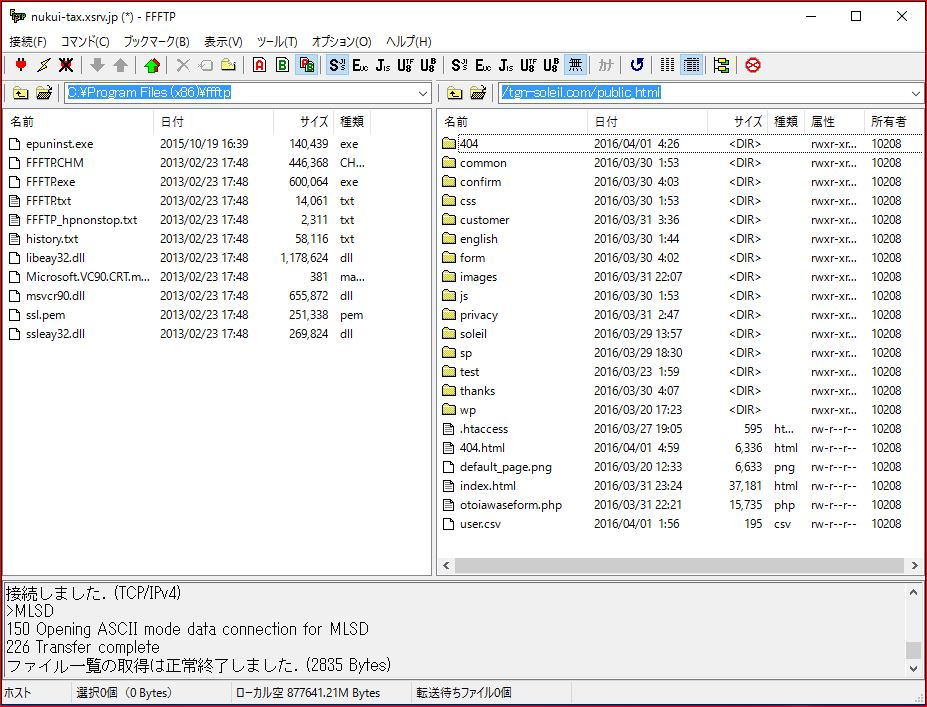 nukui-tax.xsrv.jp (*) - FFFTP
接続(F) コマンド(C) ブックマーク(B) 表示(V) ツール(T) オプション(O) ヘルプ(H)
C:¥Program Files (x86)¥ffftp
/tgn-soleil.com/public_html
名前 日付 サイズ 種類
epuninst.exe 2015/10/19 16:39 140,439 exe
FFFTP.CHM 2013/02/23 17:48 446,368 CH...
FFFTP.exe 2013/02/23 17:48 600,064 exe
FFFTP.txt 2013/02/23 17:48 14,061 txt
FFFTP_hpnonstop.txt 2013/02/23 17:48 2,311 txt
history.txt 2013/02/23 17:48 58,116 txt
libeay32.dll 2013/02/23 17:48 1,178,624 dll
Microsoft.VC90.CRT.m... 2013/02/23 17:48 381 ma...
msvcr90.dll 2013/02/23 17:48 655,872 dll
ssl.pem 2013/02/23 17:48 251,338 pem
ssleay32.dll 2013/02/23 17:48 269,824 dll
名前 日付 サイズ 種類 属性 所有者
404 2016/04/01 4:26 <DIR> rwxr-xr... 10208
common 2016/03/30 1:53 <DIR> rwxr-xr... 10208
confirm 2016/03/30 4:03 <DIR> rwxr-xr... 10208
css 2016/03/30 1:53 <DIR> rwxr-xr... 10208
customer 2016/03/31 3:36 <DIR> rwxr-xr... 10208
english 2016/03/30 1:44 <DIR> rwxr-xr... 10208
form 2016/03/30 4:02 <DIR> rwxr-xr... 10208
images 2016/03/31 22:07 <DIR> rwxr-xr... 10208
js 2016/03/30 1:53 <DIR> rwxr-xr... 10208
privacy 2016/03/31 2:47 <DIR> rwxr-xr... 10208
soleil 2016/03/29 13:57 <DIR> rwxr-xr... 10208
sp 2016/03/29 18:30 <DIR> rwxr-xr... 10208
test 2016/03/23 1:59 <DIR> rwxr-xr... 10208
thanks 2016/03/30 4:07 <DIR> rwxr-xr... 10208
wp 2016/03/20 17:23 <DIR> rwxr-xr... 10208
.htaccess 2016/03/27 19:05 595 ht... rw-r--r-- 10208
404.html 2016/04/01 4:59 6,336 html rw-r--r-- 10208
default_page.png 2016/03/20 12:33 6,633 png rw-r--r-- 10208
index.html 2016/03/31 23:24 37,181 html rw-r--r-- 10208
otoiawaseform.php 2016/03/31 22:21 15,735 php rw-r--r-- 10208
user.csv 2016/04/01 1:56 195 csv rw-r--r-- 10208
接続しました. (TCP/IPv4)
>MLSD
150 Opening ASCII mode data connection for MLSD
226 Transfer complete
ファイル一覧の取得は正常終了しました. (2835 Bytes)
ホスト 選択0個 (0 Bytes) ローカル空 877641.21M Bytes 転送待ちファイル0個